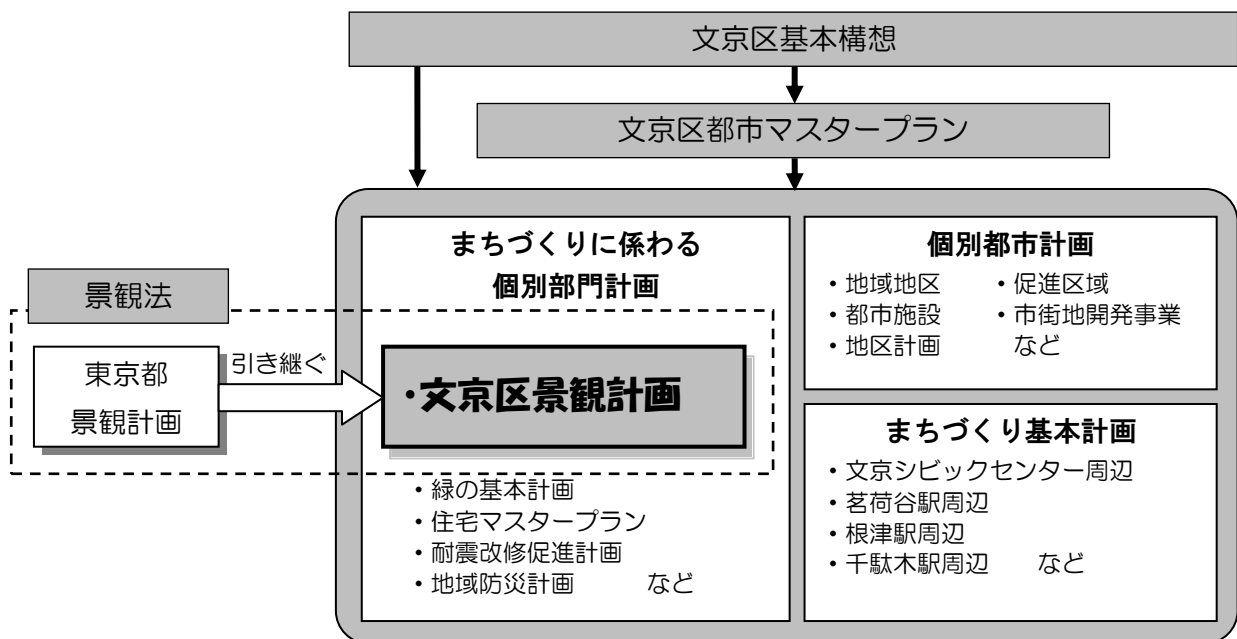 文京区基本構想
文京区都市マスタープラン
景観法
東京都
景観計画
引き継ぐ
まちづくりに係わる
個別部門計画
・文京区景観計画
・緑の基本計画
・住宅マスタープラン
・耐震改修促進計画
・地域防災計画　　など
個別都市計画
・地域地区　・促進区域
・都市施設　・市街地開発事業
・地区計画　　など
まちづくり基本計画
・文京シビックセンター周辺
・茗荷谷駅周辺
・根津駅周辺
・千駄木駅周辺　　など